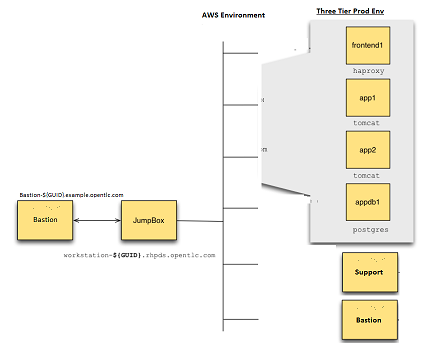 AWS Environment
Three Tier Prod Env
frontend1
haproxy
app1
tomcat
app2
tomcat
appdb1
postgres
Bastion-${GUID}.example.opentlc.com
Bastion
JumpBox
workstation-${GUID}.rhpds.opentlc.com
Support
Bastion